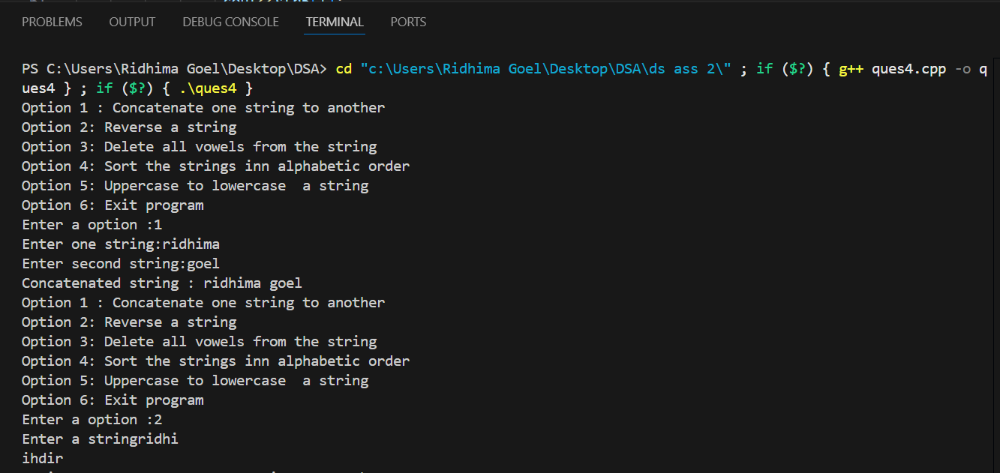 PROBLEMS OUTPUT DEBUG CONSOLE TERMINAL PORTS
PS C:\Users\Ridhima Goel\Desktop\DSA> cd "c:\Users\Ridhima Goel\Desktop\DSA\ds ass 2\" ; if ($?) { g++ ques4.cpp -o q
ues4 } ; if ($?) { .\ques4 }
Option 1 : Concatenate one string to another
Option 2: Reverse a string
Option 3: Delete all vowels from the string
Option 4: Sort the strings inn alphabetic order
Option 5: Uppercase to lowercase  a string
Option 6: Exit program
Enter a option :1
Enter one string:ridhima
Enter second string:goel
Concatenated string : ridhima goel
Option 1 : Concatenate one string to another
Option 2: Reverse a string
Option 3: Delete all vowels from the string
Option 4: Sort the strings inn alphabetic order
Option 5: Uppercase to lowercase  a string
Option 6: Exit program
Enter a option :2
Enter a stringridhi
ihdir